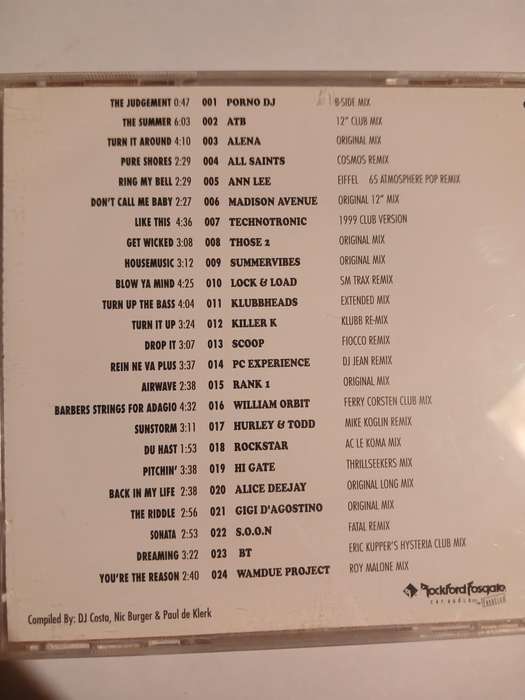 THE JUDGEMENT 0:47 001 PORNO DJ B-SIDE MIX
THE SUMMER 6:03 002 ATB 12" CLUB MIX
TURN IT AROUND 4:10 003 ALENA ORIGINAL MIX
PURE SHORES 2:29 004 ALL SAINTS COSMOS REMIX
RING MY BELL 2:29 005 ANN LEE EIFFEL 65 ATMOSPHERE POP REMIX
DON'T CALL ME BABY 2:27 006 MADISON AVENUE ORIGINAL 12" MIX
LIKE THIS 4:36 007 TECHNOTRONIC 1999 CLUB VERSION
GET WICKED 3:08 008 THOSE 2 ORIGINAL MIX
HOUSEMUSIC 3:12 009 SUMMERVIBES ORIGINAL MIX
BLOW YA MIND 4:25 010 LOCK & LOAD SM TRAX REMIX
TURN UP THE BASS 4:04 011 KLUBBHEADS EXTENDED MIX
TURN IT UP 3:24 012 KILLER K KLUBB RE-MIX
DROP IT 3:07 013 SCOOP FIOCCO REMIX
REIN NE VA PLUS 3:37 014 PC EXPERIENCE DJ JEAN REMIX
AIRWAVE 2:38 015 RANK 1 ORIGINAL MIX
BARBERS STRINGS FOR ADAGIO 4:32 016 WILLIAM ORBIT FERRY CORSTEN CLUB MIX
SUNSTORM 3:11 017 HURLEY & TODD MIKE KOGLIN REMIX
DU HAST 1:53 018 ROCKSTAR AC LE KOMA MIX
PITCHIN' 3:38 019 HI GATE THRILLSEEKERS MIX
BACK IN MY LIFE 2:38 020 ALICE DEEJAY ORIGINAL LONG MIX
THE RIDDLE 2:56 021 GIGI D'AGOSTINO ORIGINAL MIX
SONATA 2:53 022 S.O.O.N FATAL REMIX
DREAMING 3:22 023 BT ERIC KUPPER'S HYSTERIA CLUB MIX
YOU'RE THE REASON 2:40 024 WAMDUE PROJECT ROY MALONE MIX
Rockford Fosgate
car audio
Compiled By: DJ Costa, Nic Burger & Paul de Klerk